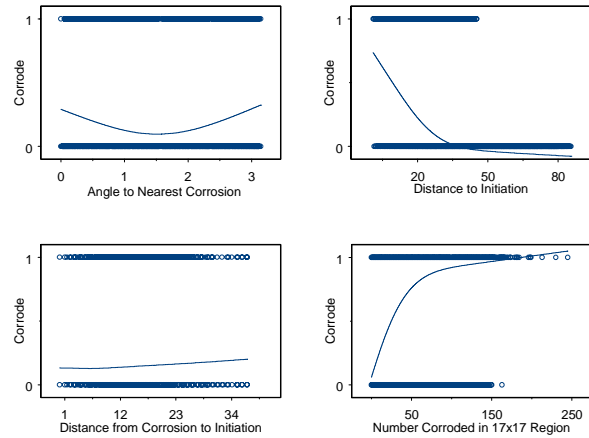 1
Corrode
0
0 1 2 3
Angle to Nearest Corrosion
1
Corrode
0
20 50 80
Distance to Initiation
1
Corrode
0
1 12 23 34
Distance from Corrosion to Initiation
1
Corrode
0
50 150 250
Number Corroded in 17x17 Region